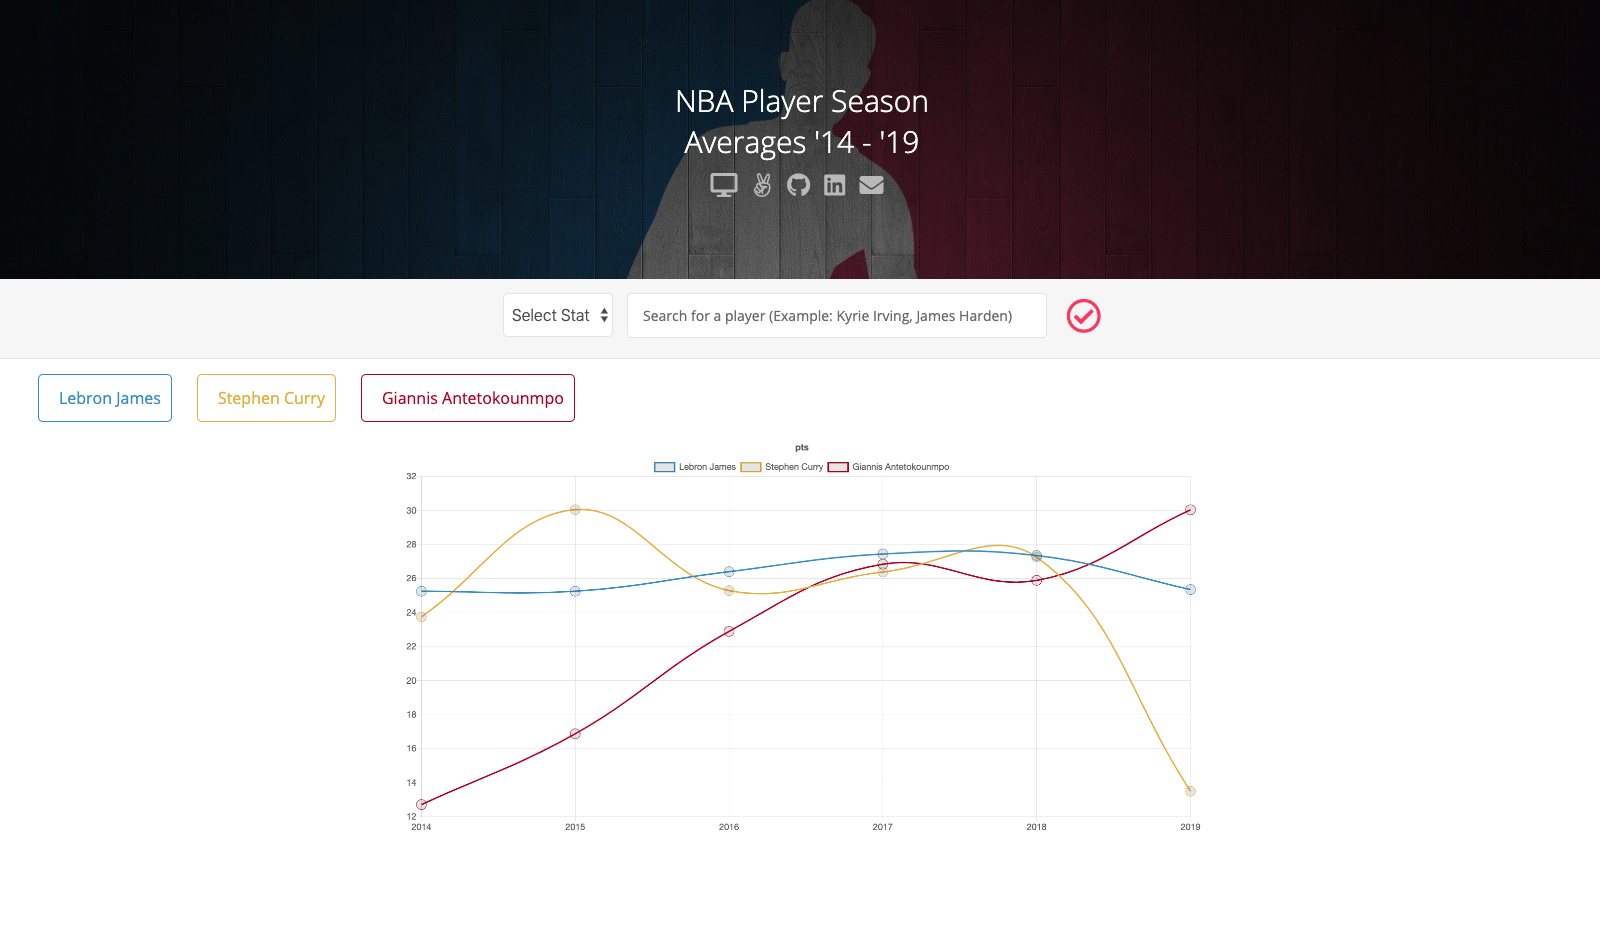 NBA Player Season
Averages '14 - '19
Select Stat
Search for a player (Example: Kyrie Irving, James Harden)
Lebron James
Stephen Curry
Giannis Antetokounmpo
pts
Lebron James Stephen Curry Giannis Antetokounmpo
32
30
28
26
24
22
20
18
16
14
12
2014 2015 2016 2017 2018 2019